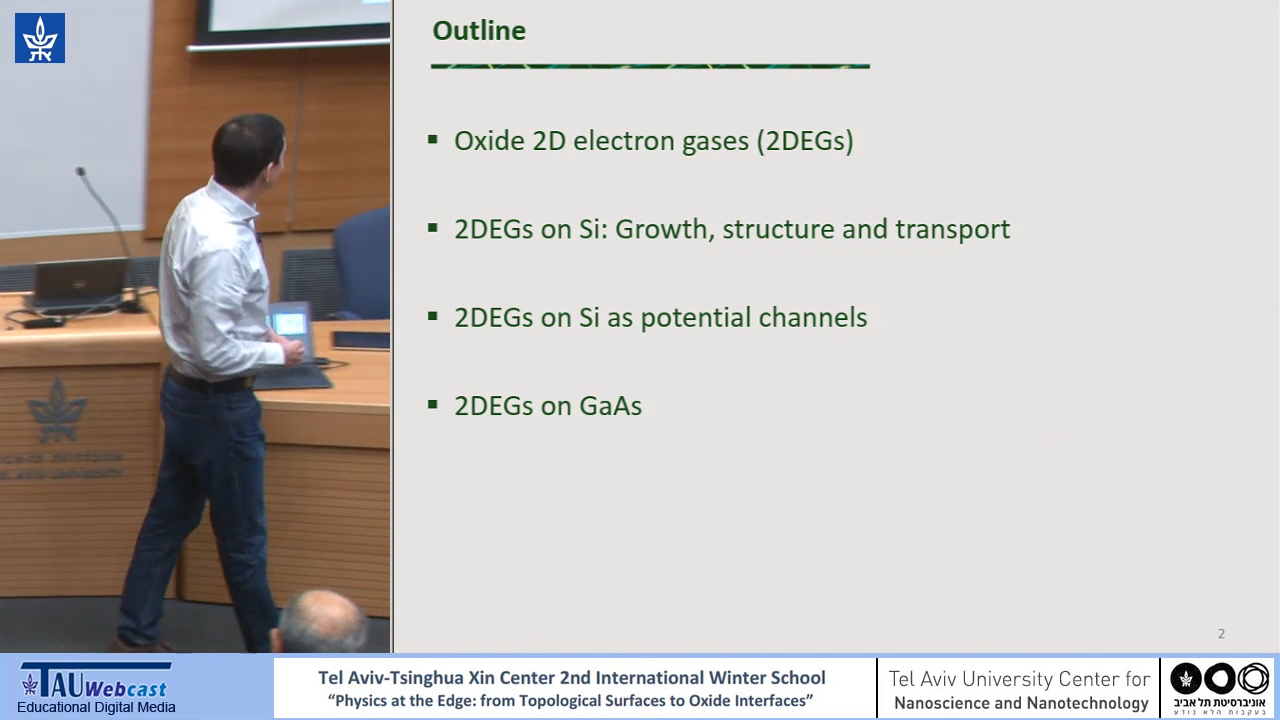 Outline
▪ Oxide 2D electron gases (2DEGs)
▪ 2DEGs on Si: Growth, structure and transport
▪ 2DEGs on Si as potential channels
▪ 2DEGs on GaAs
2
TAU Webcast
Educational Digital Media
Tel Aviv-Tsinghua Xin Center 2nd International Winter School
“Physics at the Edge: from Topological Surfaces to Oxide Interfaces”
Tel Aviv University Center for
Nanoscience and Nanotechnology
אוניברסיטת תל אביב